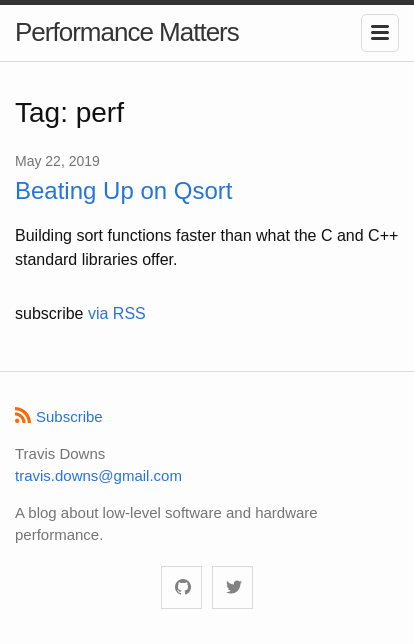 Performance Matters
Tag: perf
May 22, 2019
Beating Up on Qsort
Building sort functions faster than what the C and C++
standard libraries offer.
subscribe via RSS
Subscribe
Travis Downs
travis.downs@gmail.com
A blog about low-level software and hardware
performance.